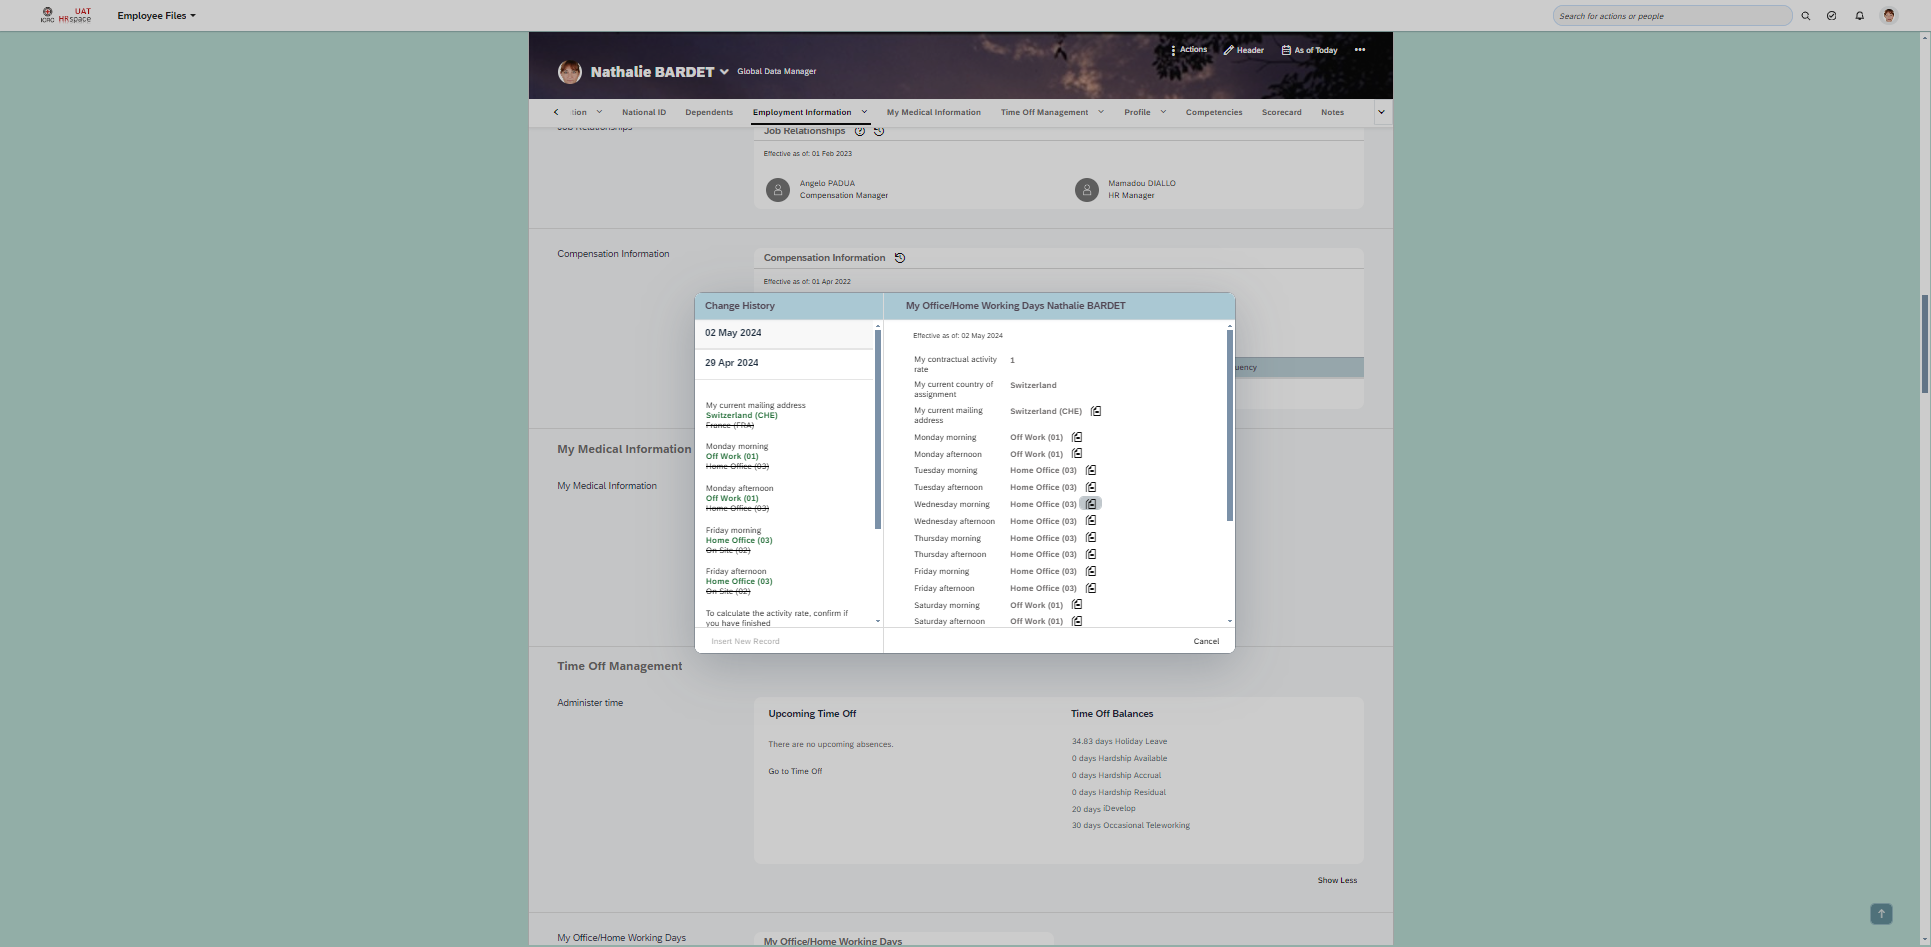 ICRC
UAT
HRspace
Employee Files
Search for actions or people
Actions
Header
As of Today
Nathalie BARDET
Global Data Manager
tion
National ID
Dependents
Employment Information
My Medical Information
Time Off Management
Profile
Competencies
Scorecard
Notes
Job Relationships
Job Relationships
Effective as of: 01 Feb 2023
Angelo PADUA
Compensation Manager
Mamadou DIALLO
HR Manager
Compensation Information
Compensation Information
Effective as of: 01 Apr 2022
uency
My Medical Information
My Medical Information
Change History
02 May 2024
29 Apr 2024
My current mailing address
Switzerland (CHE)
France (FRA)
Monday morning
Off Work (01)
Home Office (03)
Monday afternoon
Off Work (01)
Home Office (03)
Friday morning
Home Office (03)
On Site (02)
Friday afternoon
Home Office (03)
On Site (02)
To calculate the activity rate, confirm if
you have finished
Insert New Record
My Office/Home Working Days Nathalie BARDET
Effective as of: 02 May 2024
My contractual activity
rate
1
My current country of
assignment
Switzerland
My current mailing
address
Switzerland (CHE)
Monday morning
Off Work (01)
Monday afternoon
Off Work (01)
Tuesday morning
Home Office (03)
Tuesday afternoon
Home Office (03)
Wednesday morning
Home Office (03)
Wednesday afternoon
Home Office (03)
Thursday morning
Home Office (03)
Thursday afternoon
Home Office (03)
Friday morning
Home Office (03)
Friday afternoon
Home Office (03)
Saturday morning
Off Work (01)
Saturday afternoon
Off Work (01)
Cancel
Time Off Management
Administer time
Upcoming Time Off
There are no upcoming absences.
Go to Time Off
Time Off Balances
34.83 days Holiday Leave
0 days Hardship Available
0 days Hardship Accrual
0 days Hardship Residual
20 days iDevelop
30 days Occasional Teleworking
Show Less
My Office/Home Working Days
My Office/Home Working Days